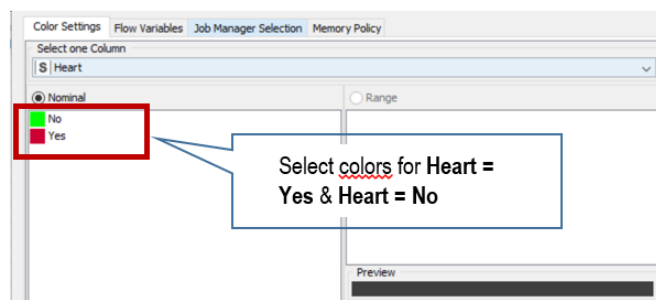 Color Settings Flow Variables Job Manager Selection Memory Policy
Select one Column
S Heart
Nominal
Range
No
Yes
Select colors for Heart =
Yes & Heart = No
Preview